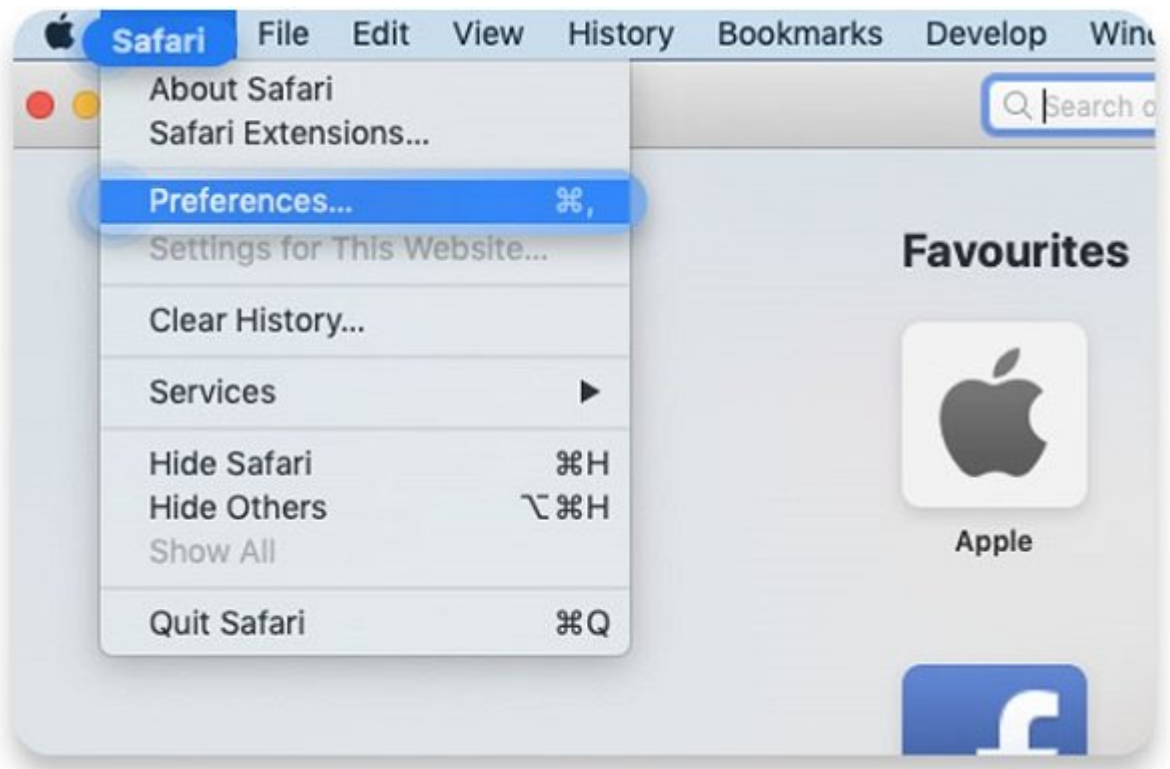 Safari File Edit View History Bookmarks Develop
Search
About Safari
Safari Extensions...
Preferences... ⌘,
Settings for This Website...
Clear History...
Services ▶
Hide Safari ⌘H
Hide Others ⌥⌘H
Show All
Quit Safari ⌘Q
Favourites
Apple
f